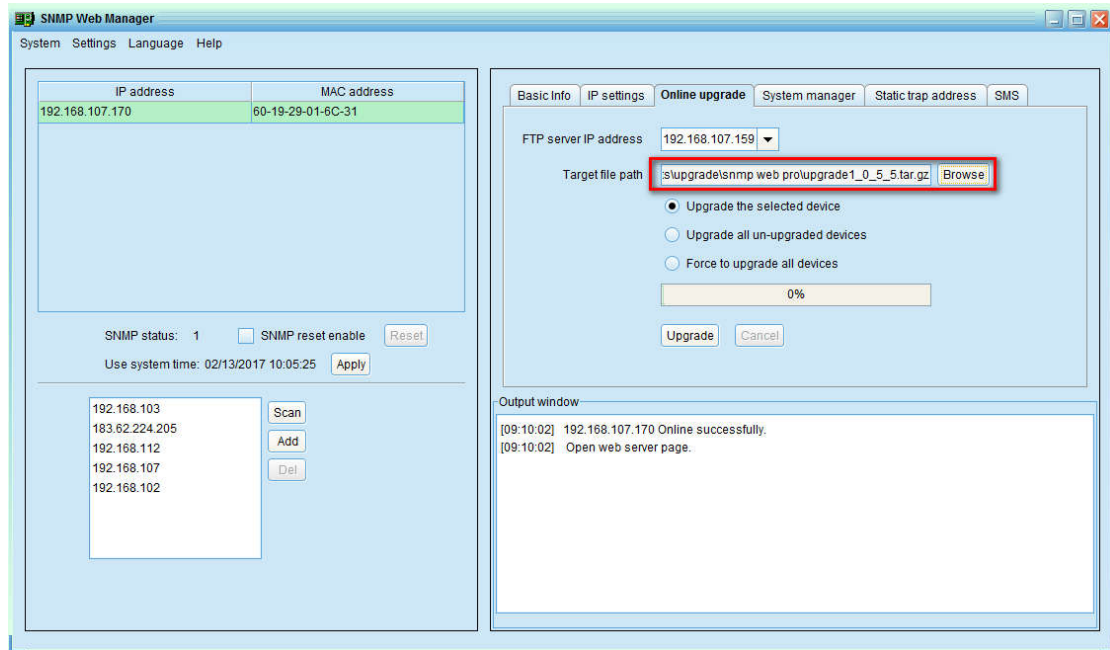 SNMP Web Manager
System Settings Language Help
IP address MAC address
192.168.107.170 60-19-29-01-6C-31
SNMP status: 1 SNMP reset enable Reset
Use system time: 02/13/2017 10:05:25 Apply
192.168.103
183.62.224.205
192.168.112
192.168.107
192.168.102
Scan
Add
Del
Basic Info IP settings Online upgrade System manager Static trap address SMS
FTP server IP address 192.168.107.159
Target file path :s\upgrade\snmp web pro\upgrade1_0_5_5.tar.gz Browse
Upgrade the selected device
Upgrade all un-upgraded devices
Force to upgrade all devices
0%
Upgrade Cancel
Output window
[09:10:02] 192.168.107.170 Online successfully.
[09:10:02] Open web server page.